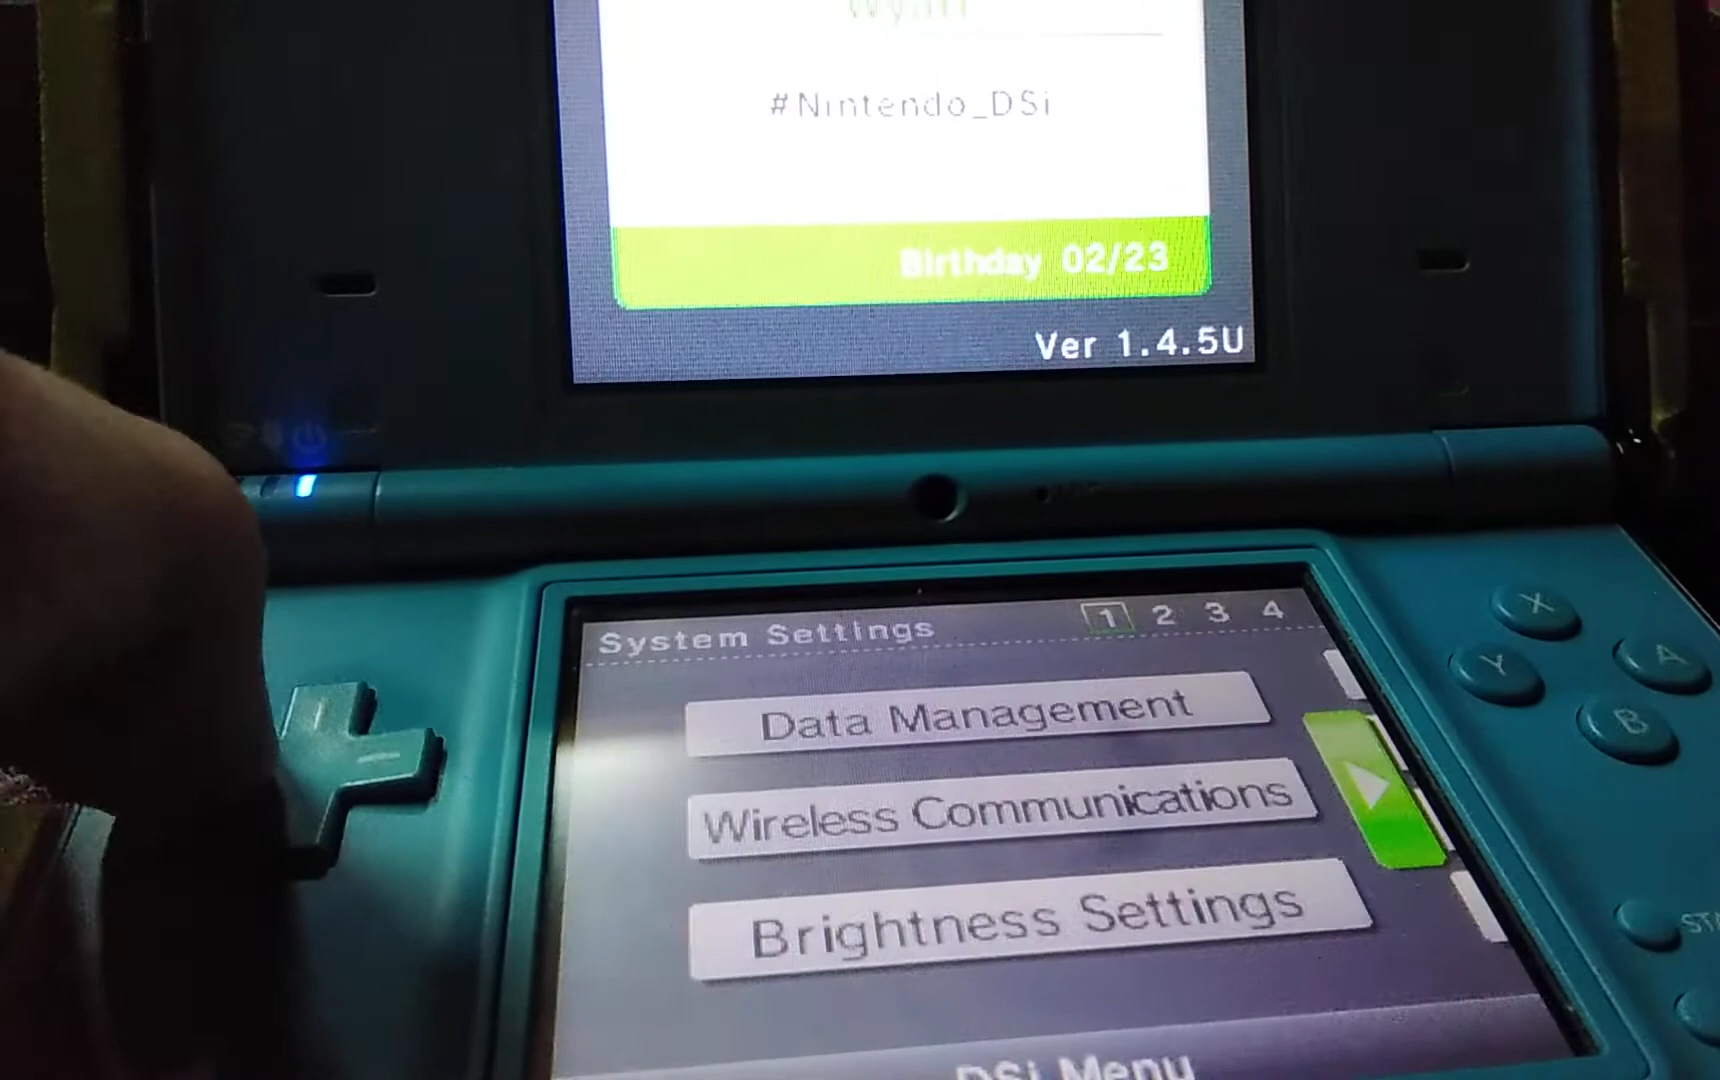 Wyatt
#Nintendo_DSi
Birthday 02/23
Ver 1.4.5U
System Settings
1 2 3 4
Data Management
Wireless Communications
Brightness Settings
DSi Menu
X
Y
A
B